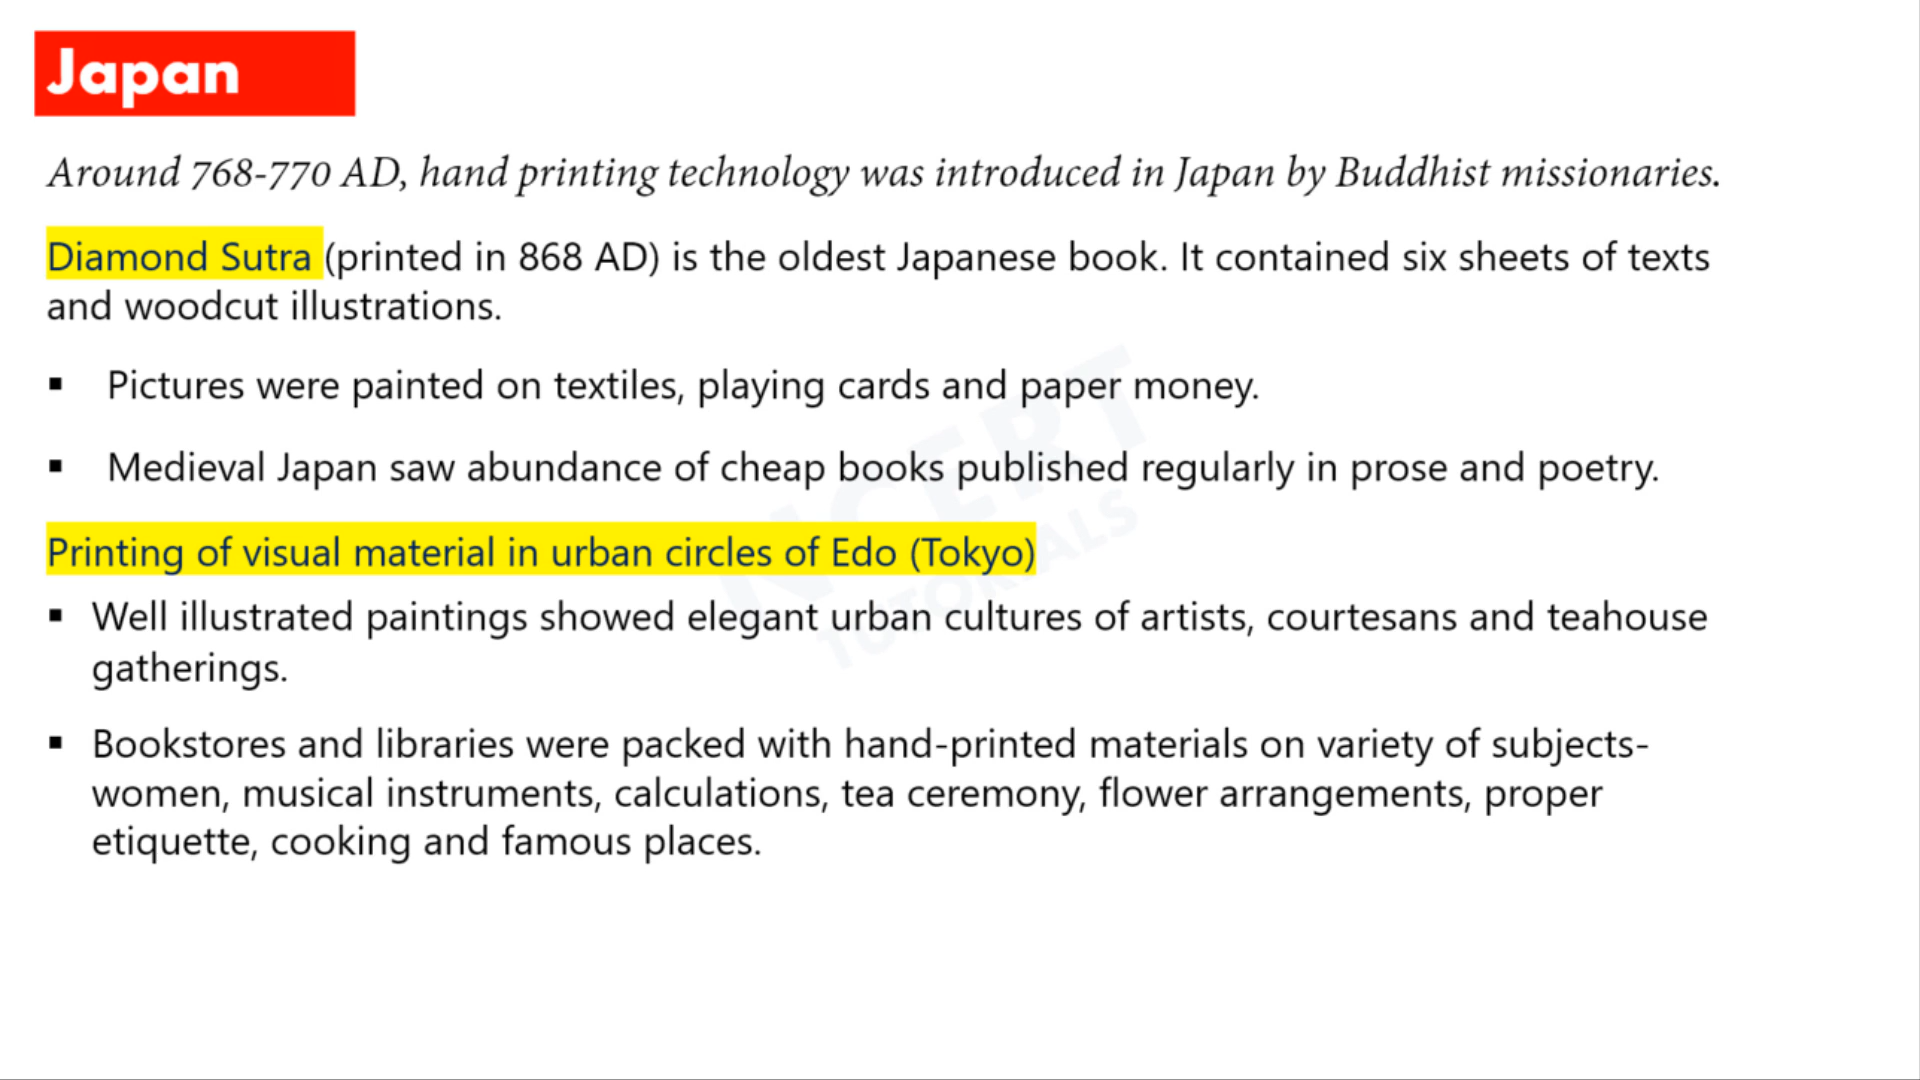 Japan
Around 768-770 AD, hand printing technology was introduced in Japan by Buddhist missionaries.
Diamond Sutra (printed in 868 AD) is the oldest Japanese book. It contained six sheets of texts
and woodcut illustrations.
▪ Pictures were painted on textiles, playing cards and paper money.
▪ Medieval Japan saw abundance of cheap books published regularly in prose and poetry.
Printing of visual material in urban circles of Edo (Tokyo)
▪ Well illustrated paintings showed elegant urban cultures of artists, courtesans and teahouse
gatherings.
▪ Bookstores and libraries were packed with hand-printed materials on variety of subjects-
women, musical instruments, calculations, tea ceremony, flower arrangements, proper
etiquette, cooking and famous places.
NCERT
TUTORIALS